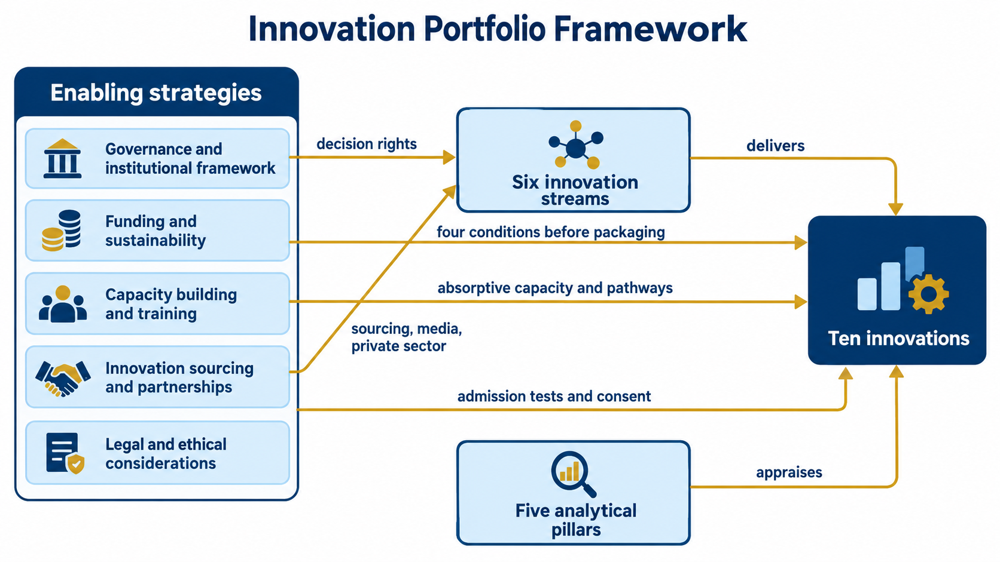 Innovation Portfolio Framework
Enabling strategies
Governance and
institutional framework
Funding and
sustainability
Capacity building
and training
Innovation sourcing
and partnerships
Legal and ethical
considerations
decision rights
Six innovation
streams
delivers
four conditions before packaging
absorptive capacity and pathways
sourcing, media,
private sector
admission tests and consent
Ten innovations
Five analytical
pillars
appraises